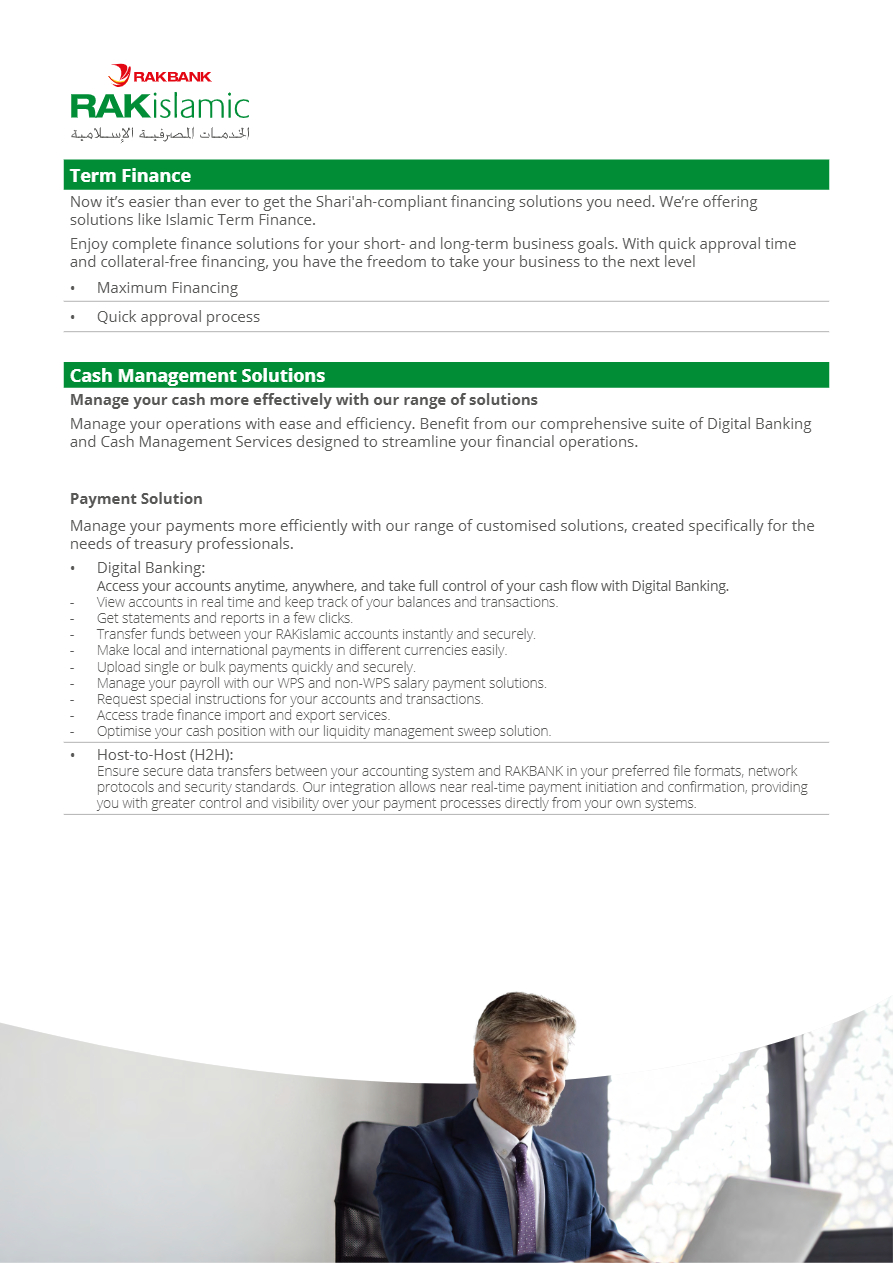 RAKBANK
RAKislamic
الخدمات المصرفية الإسلامية
Term Finance
Now it’s easier than ever to get the Shari'ah-compliant financing solutions you need. We’re offering
solutions like Islamic Term Finance.
Enjoy complete finance solutions for your short- and long-term business goals. With quick approval time
and collateral-free financing, you have the freedom to take your business to the next level
• Maximum Financing
• Quick approval process
Cash Management Solutions
Manage your cash more effectively with our range of solutions
Manage your operations with ease and efficiency. Benefit from our comprehensive suite of Digital Banking
and Cash Management Services designed to streamline your financial operations.
Payment Solution
Manage your payments more efficiently with our range of customised solutions, created specifically for the
needs of treasury professionals.
• Digital Banking:
Access your accounts anytime, anywhere, and take full control of your cash flow with Digital Banking.
- View accounts in real time and keep track of your balances and transactions.
- Get statements and reports in a few clicks.
- Transfer funds between your RAKislamic accounts instantly and securely.
- Make local and international payments in different currencies easily.
- Upload single or bulk payments quickly and securely.
- Manage your payroll with our WPS and non-WPS salary payment solutions.
- Request special instructions for your accounts and transactions.
- Access trade finance import and export services.
- Optimise your cash position with our liquidity management sweep solution.
• Host-to-Host (H2H):
Ensure secure data transfers between your accounting system and RAKBANK in your preferred file formats, network
protocols and security standards. Our integration allows near real-time payment initiation and confirmation, providing
you with greater control and visibility over your payment processes directly from your own systems.